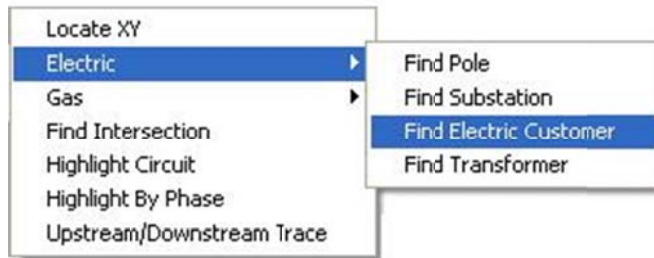 Locate XY
Electric
Gas
Find Intersection
Highlight Circuit
Highlight By Phase
Upstream/Downstream Trace
Find Pole
Find Substation
Find Electric Customer
Find Transformer